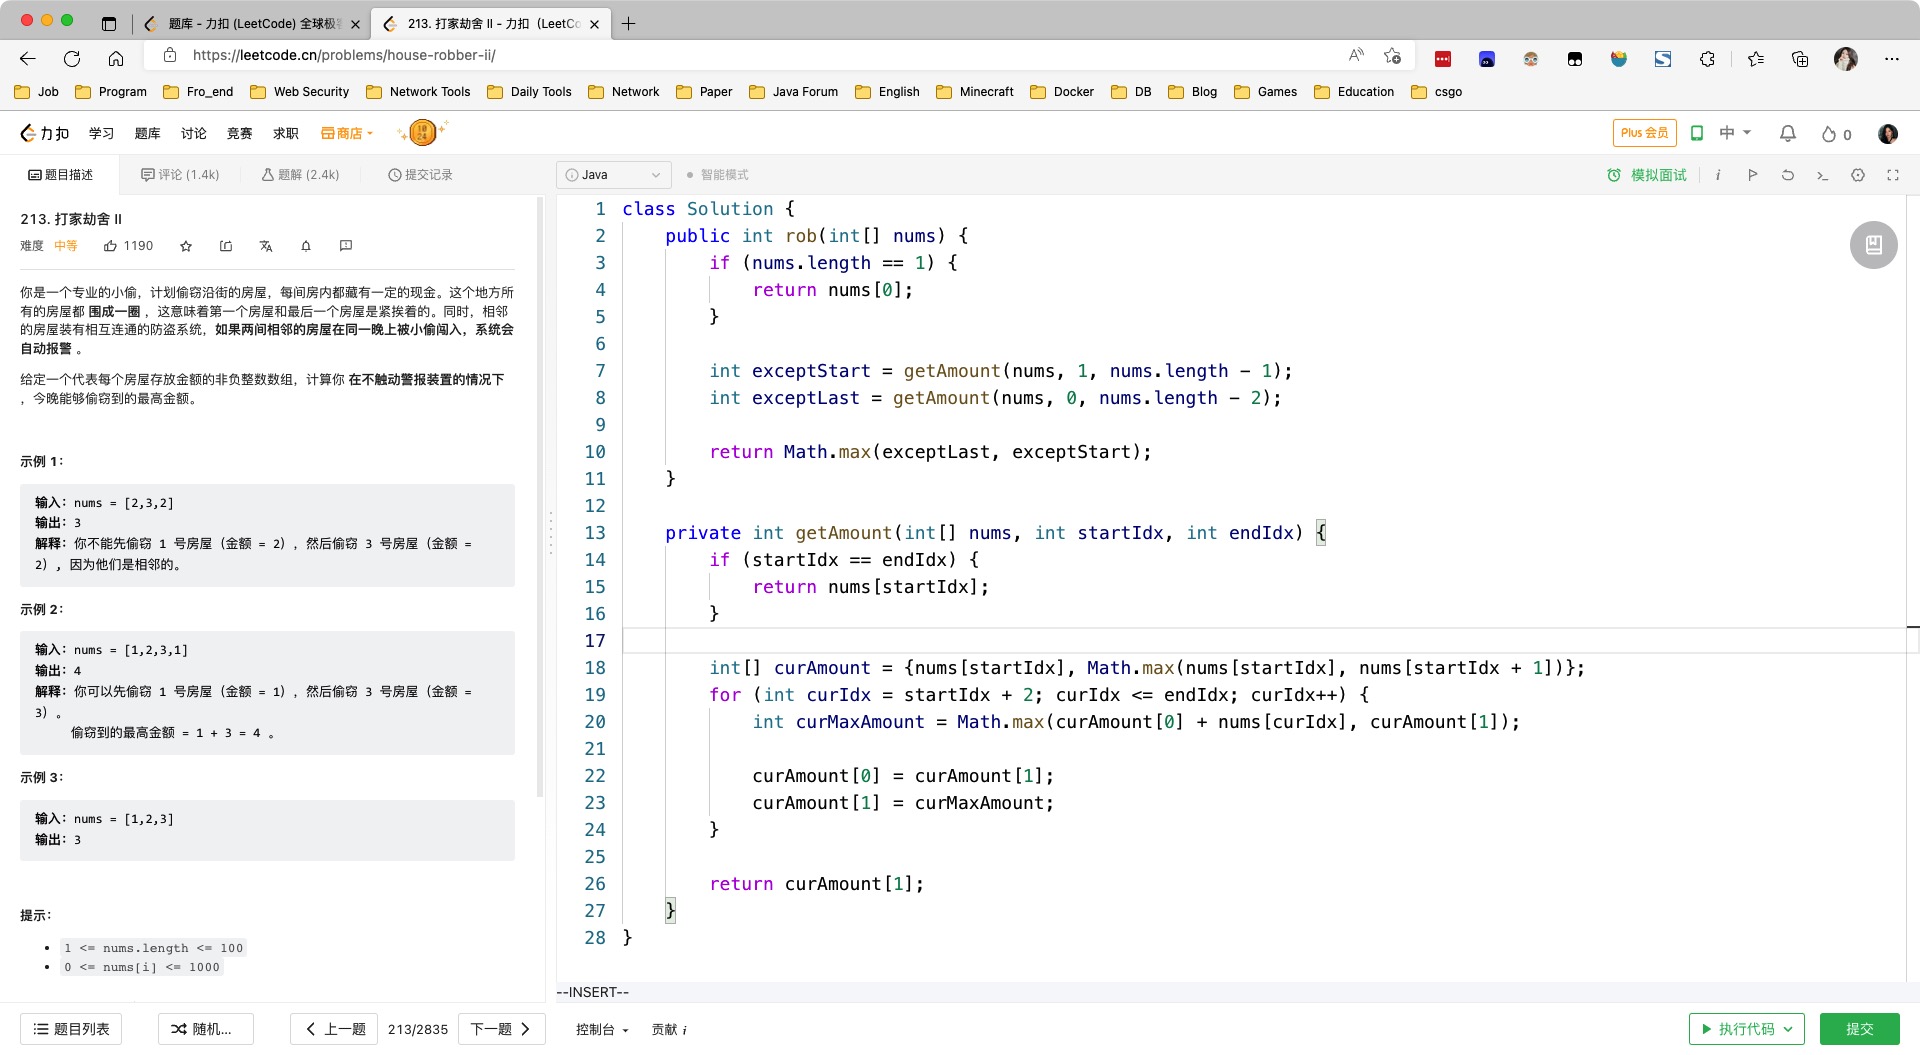 题库 - 力扣 (LeetCode) 全球极
213. 打家劫舍 II - 力扣 (LeetCo
https://leetcode.cn/problems/house-robber-ii/
Job Program Fro_end Web Security Network Tools Daily Tools Network Paper Java Forum English Minecraft Docker DB Blog Games Education csgo
力扣 学习 题库 讨论 竞赛 求职 商店 Plus 会员 中 0
题目描述 评论 (1.4k) 题解 (2.4k) 提交记录
Java 智能模式 模拟面试
213. 打家劫舍 II
难度 中等 1190
你是一个专业的小偷，计划偷窃沿街的房屋，每间房内都藏有一定的现金。这个地方所
有的房屋都 围成一圈 ，这意味着第一个房屋和最后一个房屋是紧挨着的。同时，相邻
的房屋装有相互连通的防盗系统，如果两间相邻的房屋在同一晚上被小偷闯入，系统会
自动报警 。
给定一个代表每个房屋存放金额的非负整数数组，计算你 在不触动警报装置的情况下
，今晚能够偷窃到的最高金额。
示例 1：
输入：nums = [2,3,2]
输出：3
解释：你不能先偷窃 1 号房屋（金额 = 2），然后偷窃 3 号房屋（金额 =
2）, 因为他们是相邻的。
示例 2：
输入：nums = [1,2,3,1]
输出：4
解释：你可以先偷窃 1 号房屋（金额 = 1），然后偷窃 3 号房屋（金额 =
3）。
偷窃到的最高金额 = 1 + 3 = 4 。
示例 3：
输入：nums = [1,2,3]
输出：3
提示：
1 <= nums.length <= 100
0 <= nums[i] <= 1000
1 class Solution {
2 public int rob(int[] nums) {
3 if (nums.length == 1) {
4 return nums[0];
5 }
6
7 int exceptStart = getAmount(nums, 1, nums.length - 1);
8 int exceptLast = getAmount(nums, 0, nums.length - 2);
9
10 return Math.max(exceptLast, exceptStart);
11 }
12
13 private int getAmount(int[] nums, int startIdx, int endIdx) {
14 if (startIdx == endIdx) {
15 return nums[startIdx];
16 }
17
18 int[] curAmount = {nums[startIdx], Math.max(nums[startIdx], nums[startIdx + 1])};
19 for (int curIdx = startIdx + 2; curIdx <= endIdx; curIdx++) {
20 int curMaxAmount = Math.max(curAmount[0] + nums[curIdx], curAmount[1]);
21
22 curAmount[0] = curAmount[1];
23 curAmount[1] = curMaxAmount;
24 }
25
26 return curAmount[1];
27 }
28 }
--INSERT--
题目列表 随机... 上一题 213/2835 下一题 控制台 贡献 i 执行代码 提交